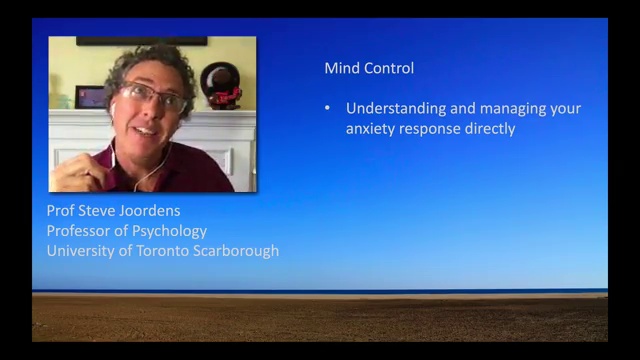 Mind Control
• Understanding and managing your
anxiety response directly
Prof Steve Joordens
Professor of Psychology
University of Toronto Scarborough